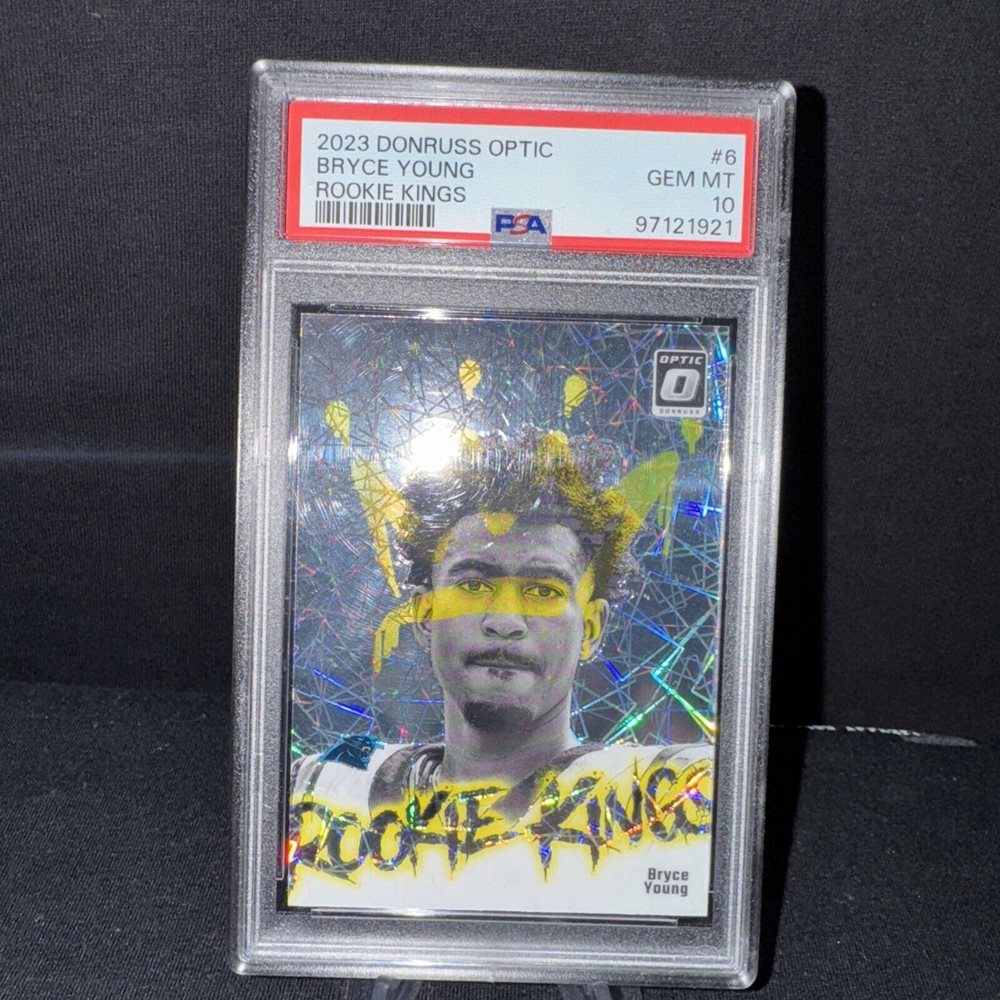 2023 DONRUSS OPTIC #6
BRYCE YOUNG GEM MT
ROOKIE KINGS 10
PSA 97121921
OPTIC
O
DONRUSS
ROOKIE KINGS
Bryce
Young